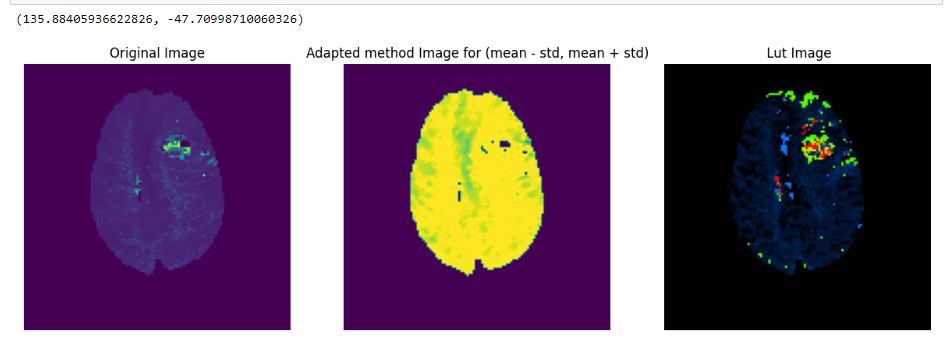 (135.88405936622826, -47.70998710060326)
Original Image
Adapted method Image for (mean - std, mean + std)
Lut Image